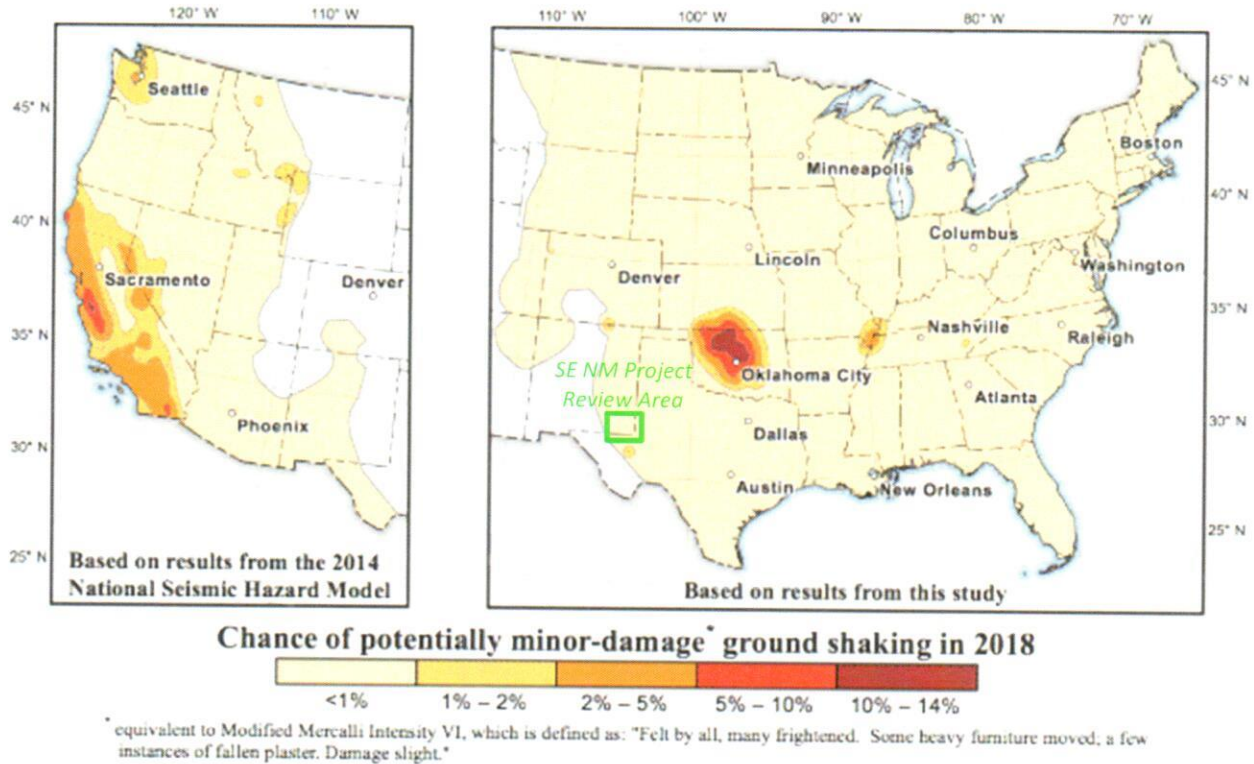 120° W 110° W
45° N
40° N
35° N
30° N
25° N
Seattle
Sacramento
Denver
Phoenix
Based on results from the 2014
National Seismic Hazard Model
110° W 100° W 90° W 80° W 70° W
45° N
40° N
35° N
30° N
25° N
Boston
Minneapolis
Columbus
Lincoln
Washington
Denver
Nashville
Raleigh
SE NM Project
Review Area
Oklahoma City
Atlanta
Dallas
Austin
New Orleans
Based on results from this study
Chance of potentially minor-damage* ground shaking in 2018
<1% 1% – 2% 2% – 5% 5% – 10% 10% – 14%
* equivalent to Modified Mercalli Intensity VI, which is defined as: "Felt by all, many frightened. Some heavy furniture moved; a few
instances of fallen plaster. Damage slight."